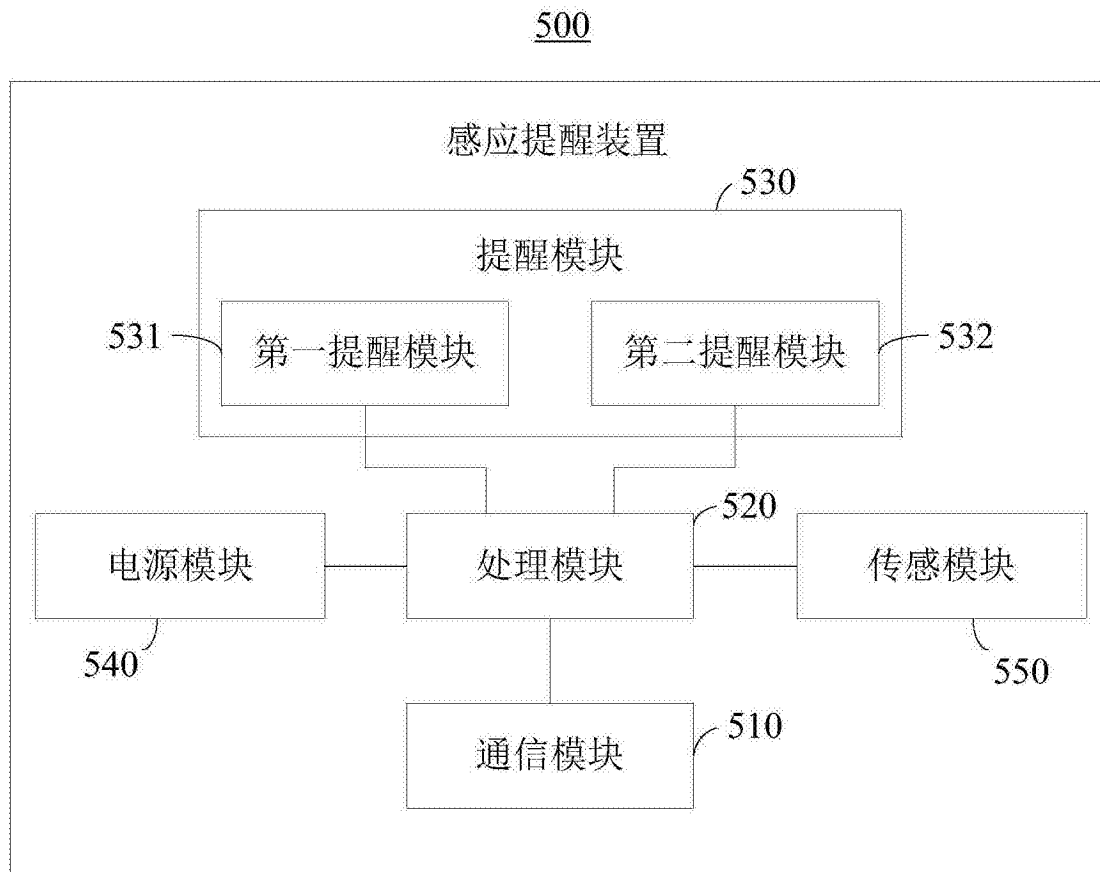 500
感应提醒装置
530
提醒模块
531
第一提醒模块
第二提醒模块
532
520
电源模块
处理模块
传感模块
540
550
通信模块
510